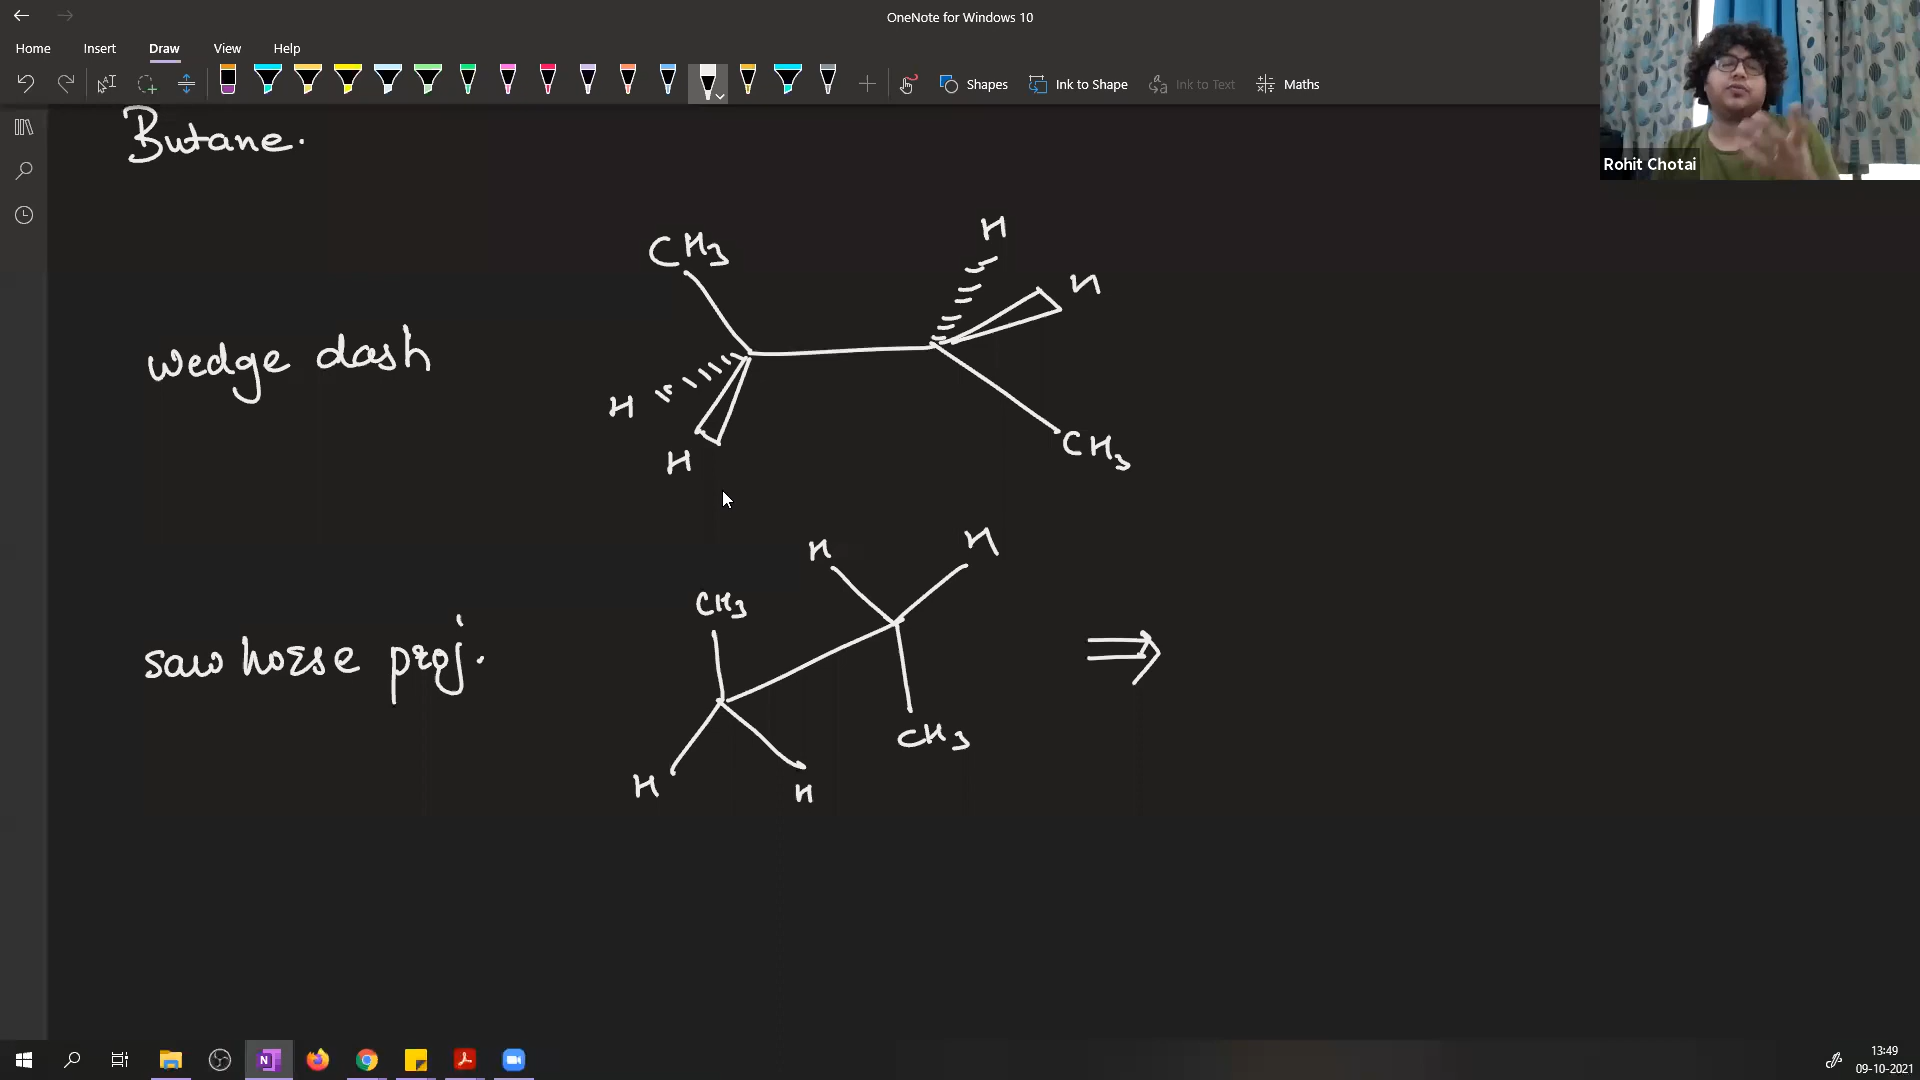 OneNote for Windows 10
Home Insert Draw View Help
Shapes Ink to Shape Ink to Text Maths
Rohit Chotai
Butane.
H
CH3
H
wedge dash
H
CH3
H
H H
CH3
saw horse proj.
CH3
H H
13:49
09-10-2021